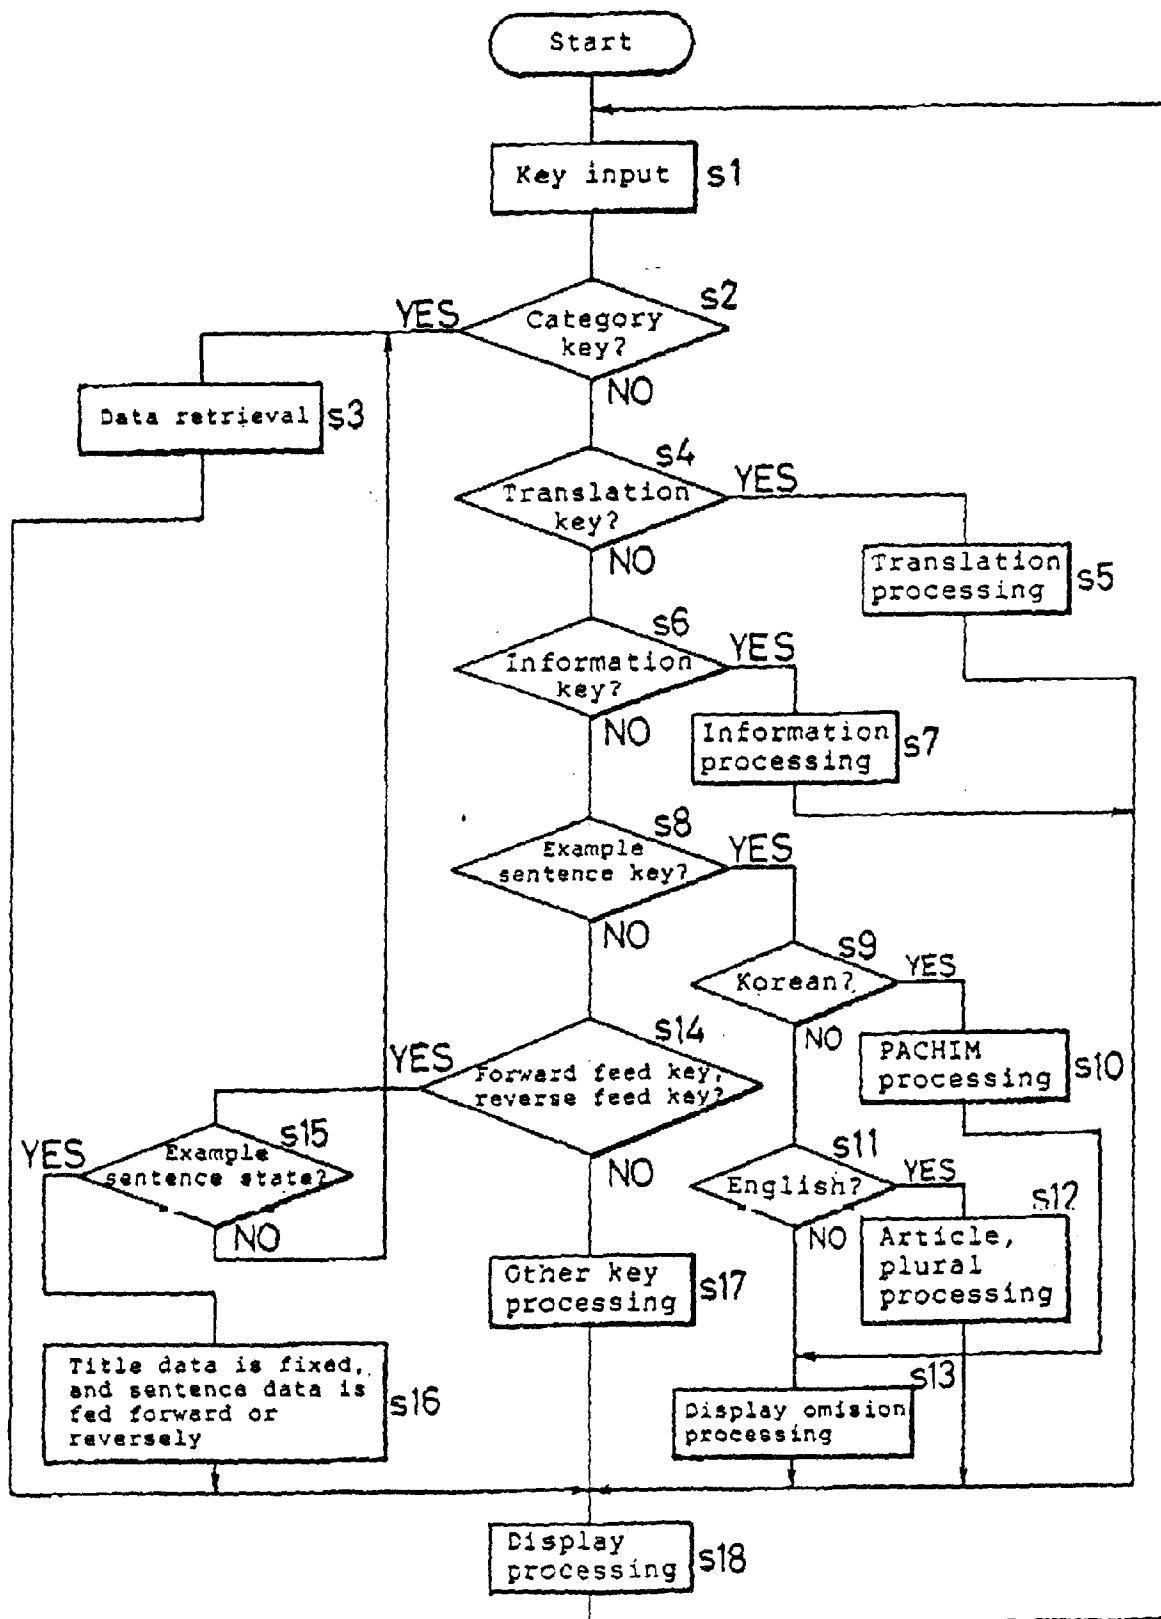 Start
Key input
s1
s2
YES
Category
key?
NO
Data retrieval
s3
s4
YES
Translation
key?
NO
Translation
processing
s5
s6
YES
Information
key?
NO
Information
processing
s7
s8
YES
Example
sentence key?
NO
s9
YES
Korean?
NO
PACHIM
processing
s10
s14
YES
Forward feed key,
reverse feed key?
NO
s15
YES
Example
sentence state?
NO
s11
YES
English?
NO
s12
Article,
plural
processing
Other key
processing
s17
Title data is fixed,
and sentence data is
fed forward or
reversely
s16
s13
Display omision
processing
Display
processing
s18